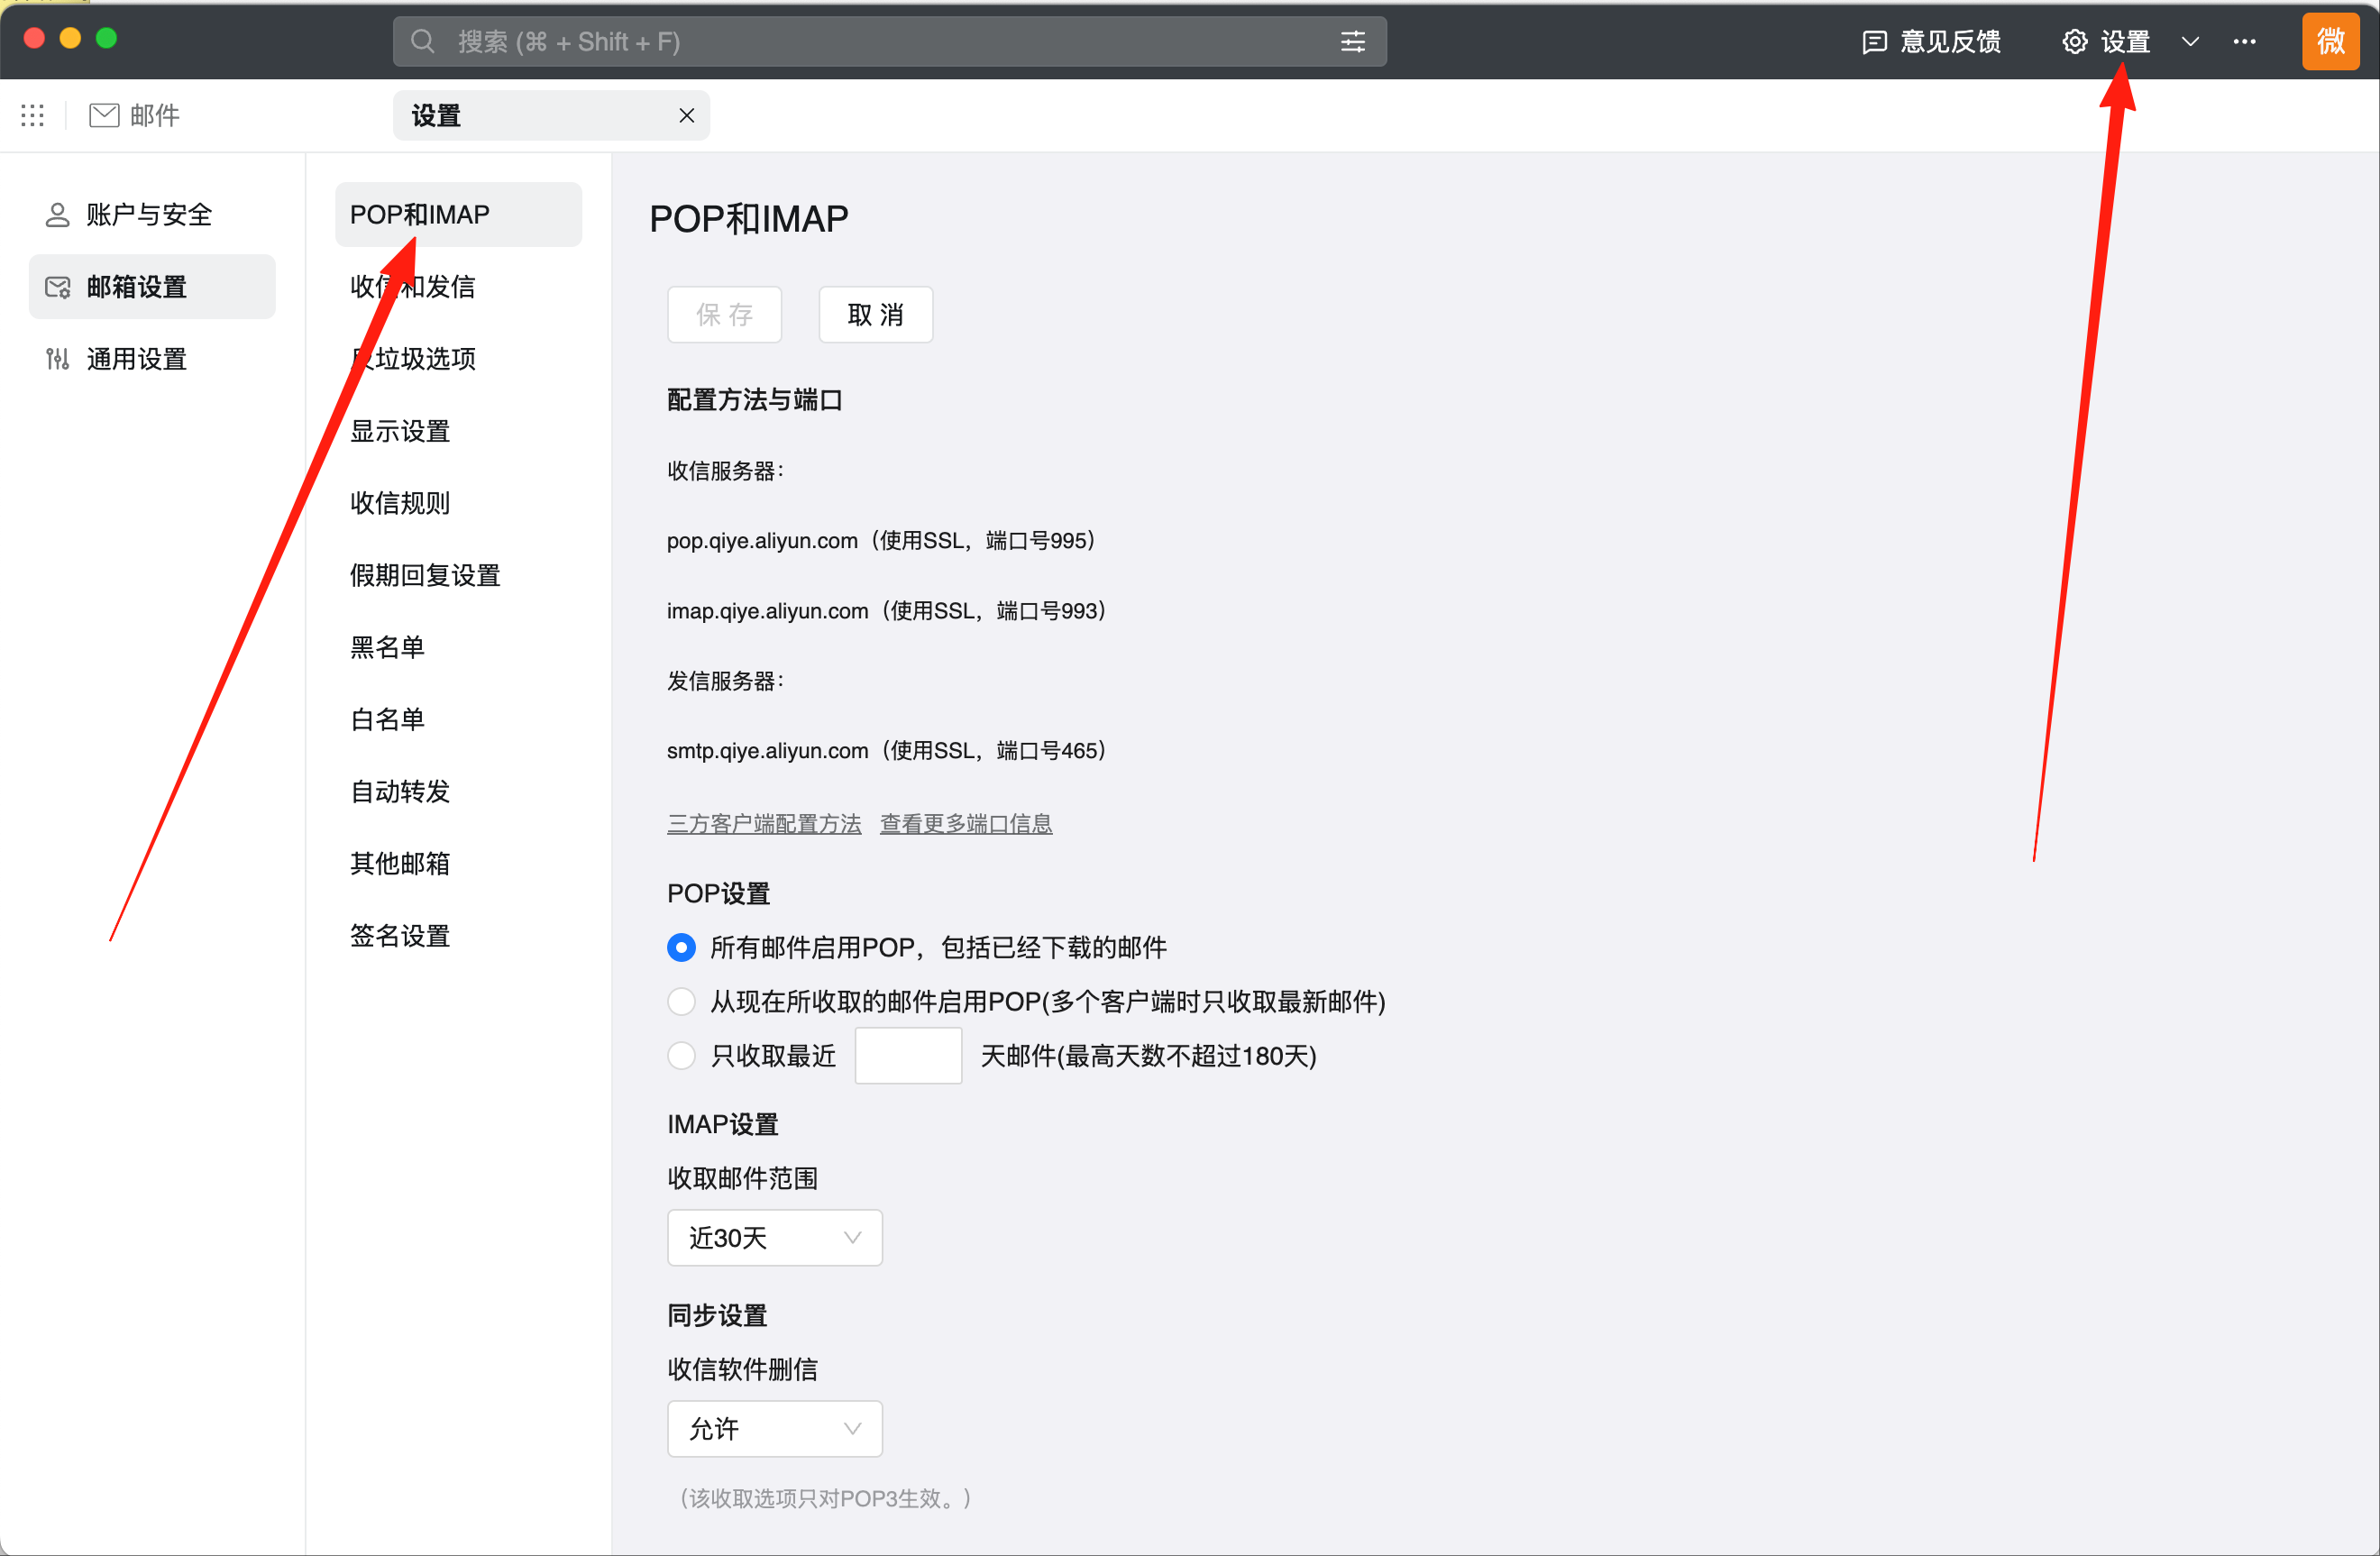 搜索 (⌘ + Shift + F)
意见反馈
设置
微
邮件
设置
账户与安全
邮箱设置
通用设置
POP和IMAP
收信和发信
反垃圾选项
显示设置
收信规则
假期回复设置
黑名单
白名单
自动转发
其他邮箱
签名设置
POP和IMAP
保 存
取 消
配置方法与端口
收信服务器：
pop.qiye.aliyun.com（使用SSL，端口号995）
imap.qiye.aliyun.com（使用SSL，端口号993）
发信服务器：
smtp.qiye.aliyun.com（使用SSL，端口号465）
三方客户端配置方法 查看更多端口信息
POP设置
所有邮件启用POP，包括已经下载的邮件
从现在所收取的邮件启用POP(多个客户端时只收取最新邮件)
只收取最近 天邮件(最高天数不超过180天)
IMAP设置
收取邮件范围
近30天
同步设置
收信软件删信
允许
（该收取选项只对POP3生效。）